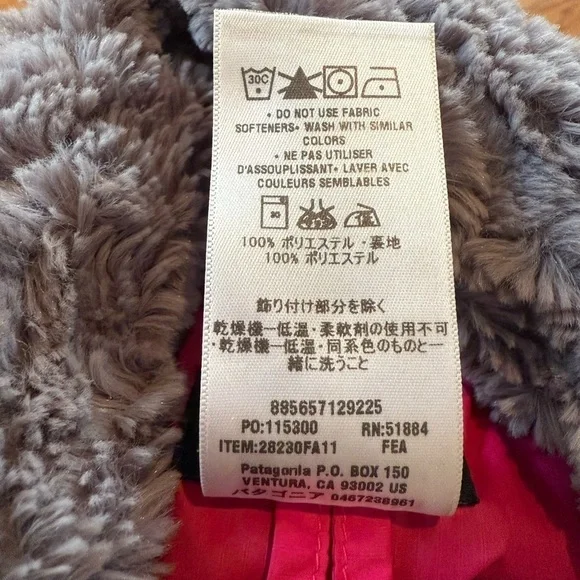 30C
• DO NOT USE FABRIC
SOFTENERS• WASH WITH SIMILAR
COLORS
• NE PAS UTILISER
D'ASSOUPLISSANT• LAVER AVEC
COULEURS SEMBLABLES
30 低
100% ポリエステル・裏地
100% ポリエステル
飾り付け部分を除く
乾燥機ー低温・柔軟剤の使用不可
・乾燥機ー低温・同系色のものと一
緒に洗うこと
885657129225
PO:115300 RN:51884
ITEM:28230FA11 FEA
Patagonia P.O. BOX 150
VENTURA, CA 93002 US
パタゴニア 0467238961